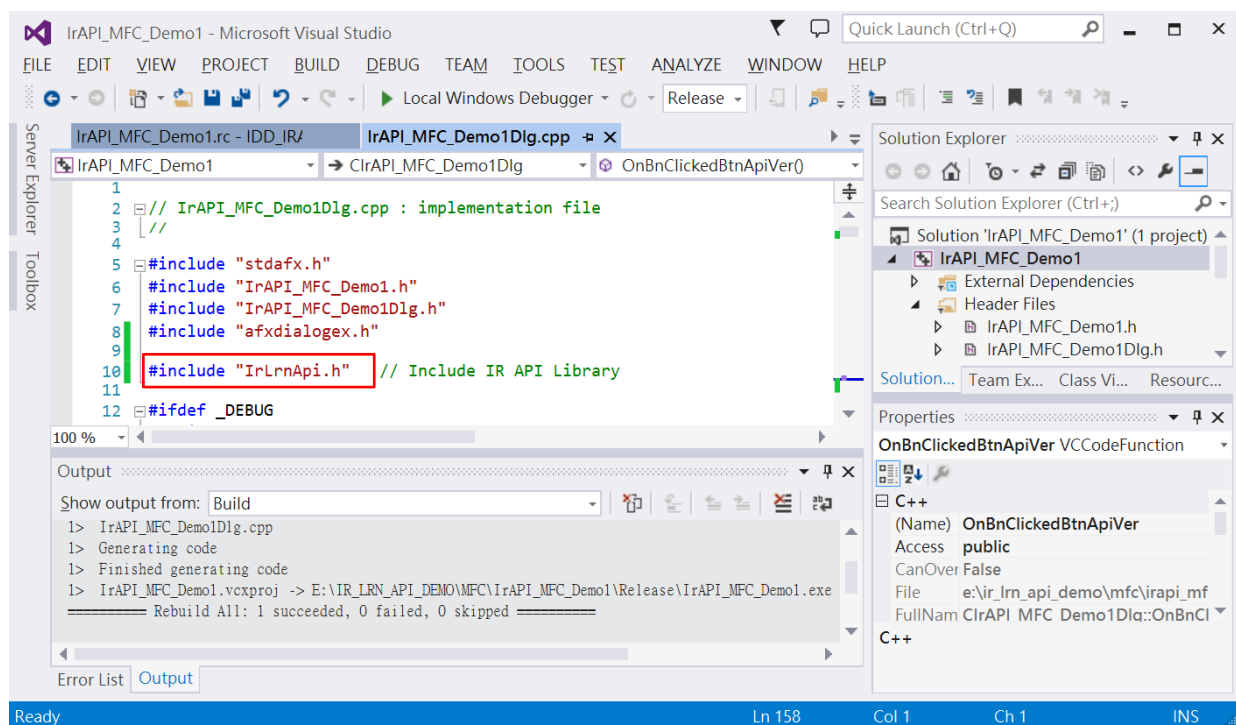 IrAPI_MFC_Demo1 - Microsoft Visual Studio
Quick Launch (Ctrl+Q)
FILE EDIT VIEW PROJECT BUILD DEBUG TEAM TOOLS TEST ANALYZE WINDOW HELP
Local Windows Debugger Release
Server Explorer
Toolbox
IrAPI_MFC_Demo1.rc - IDD_IRA IrAPI_MFC_Demo1Dlg.cpp
IrAPI_MFC_Demo1 CIrAPI_MFC_Demo1Dlg OnBnClickedBtnApiVer()
1
2 // IrAPI_MFC_Demo1Dlg.cpp : implementation file
3 //
4
5 #include "stdafx.h"
6 #include "IrAPI_MFC_Demo1.h"
7 #include "IrAPI_MFC_Demo1Dlg.h"
8 #include "afxdialogex.h"
9
10 #include "IrLrnApi.h" // Include IR API Library
11
12 #ifdef _DEBUG
100 %
Output
Show output from: Build
1> IrAPI_MFC_Demo1Dlg.cpp
1> Generating code
1> Finished generating code
1> IrAPI_MFC_Demo1.vcxproj -> E:\IR_LRN_API_DEMO\MFC\IrAPI_MFC_Demo1\Release\IrAPI_MFC_Demo1.exe
========== Rebuild All: 1 succeeded, 0 failed, 0 skipped ==========
Error List Output
Solution Explorer
Search Solution Explorer (Ctrl+;)
Solution 'IrAPI_MFC_Demo1' (1 project)
IrAPI_MFC_Demo1
External Dependencies
Header Files
IrAPI_MFC_Demo1.h
IrAPI_MFC_Demo1Dlg.h
Solution... Team Ex... Class Vi... Resourc...
Properties
OnBnClickedBtnApiVer VCCodeFunction
C++
(Name) OnBnClickedBtnApiVer
Access public
CanOver False
File e:\ir_lrn_api_demo\mfc\irapi_mf
FullNam CIrAPI_MFC_Demo1Dlg::OnBnCl
C++
Ready Ln 158 Col 1 Ch 1 INS